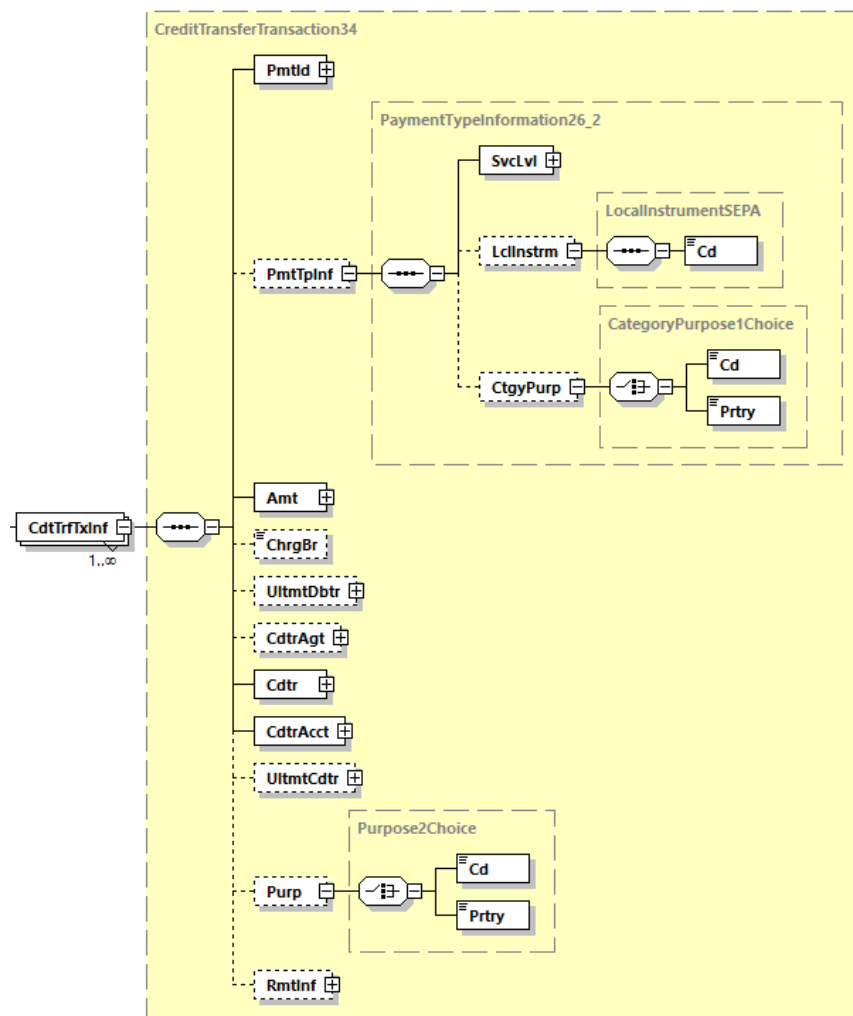 CreditTransferTransaction34
PmtId
PaymentTypeInformation26_2
SvcLvl
LocalInstrumentSEPA
LclInstrm
Cd
PmtTpInf
CategoryPurpose1Choice
Cd
CtgyPurp
Prtry
Amt
CdtTrfTxInf
1..∞
ChrgBr
UltmtDbtr
CdtrAgt
Cdtr
CdtrAcct
UltmtCdtr
Purpose2Choice
Cd
Purp
Prtry
RmtInf